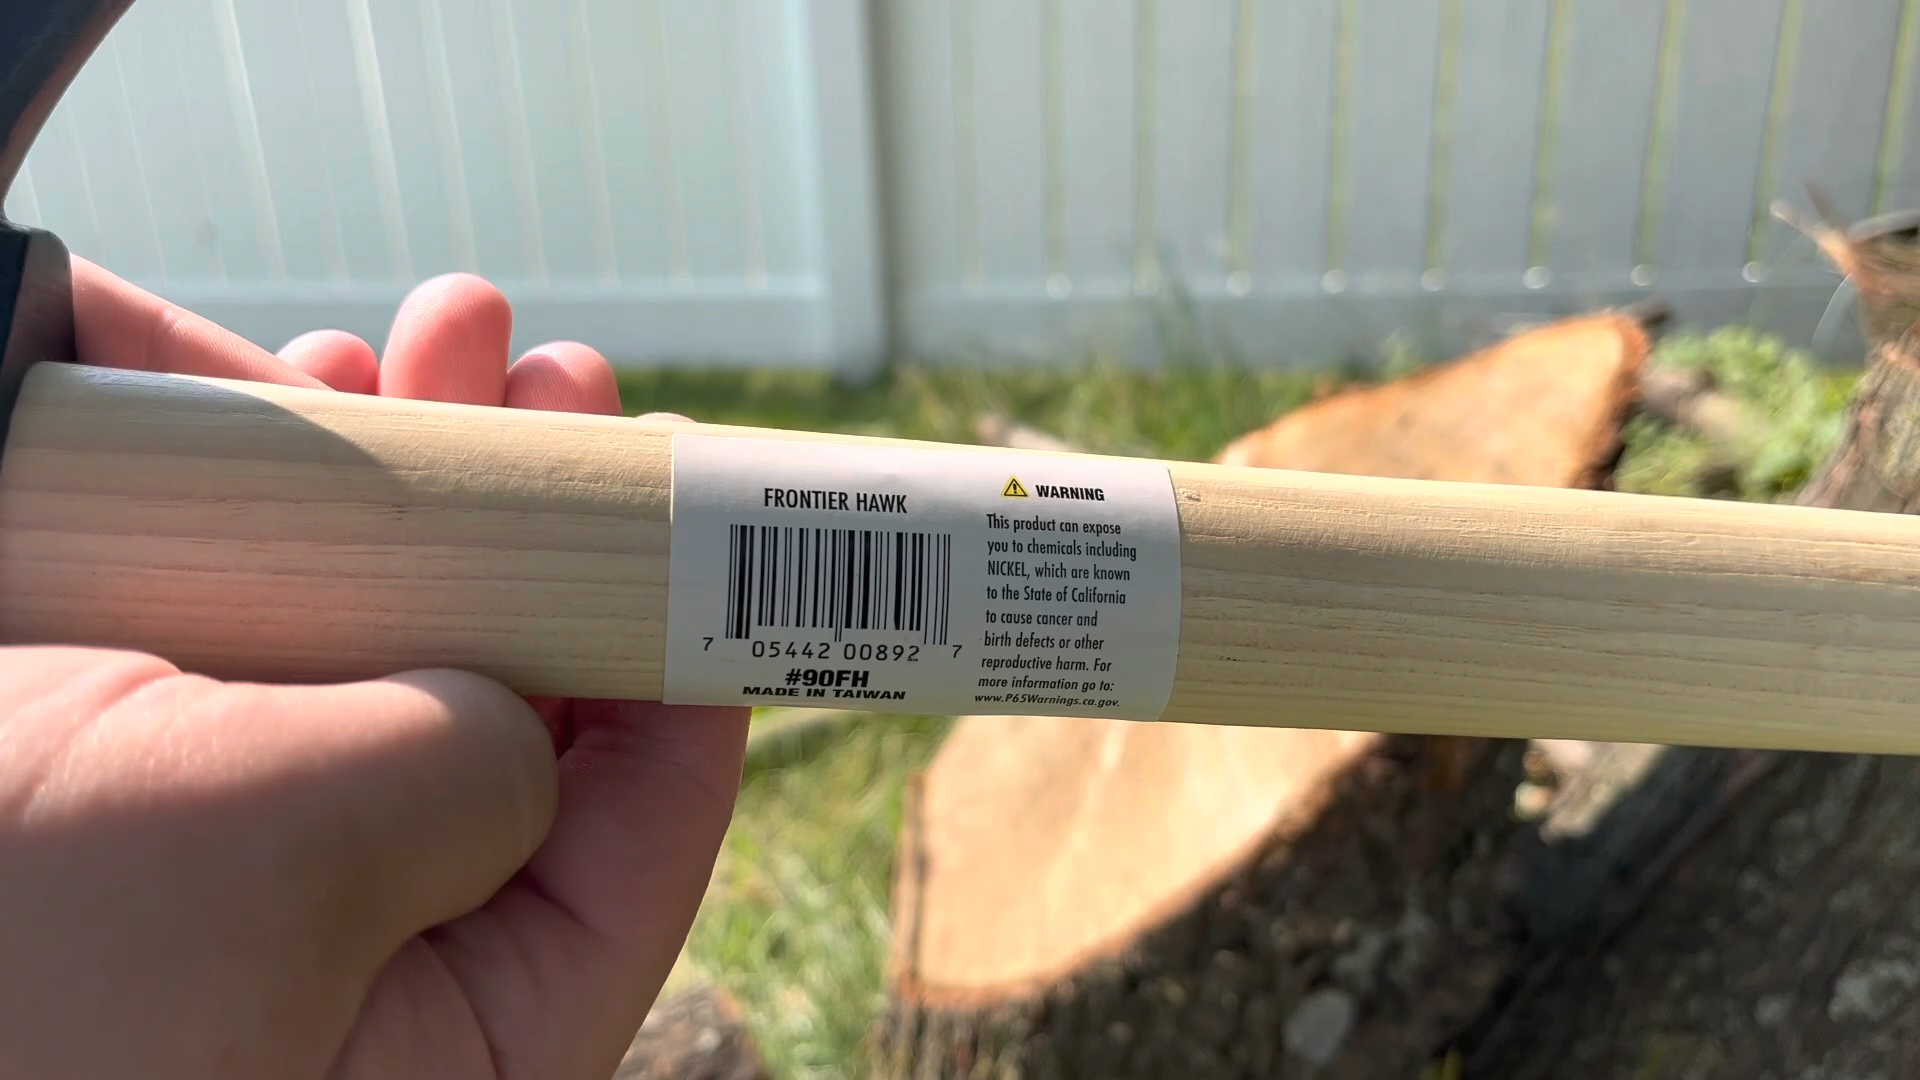 FRONTIER HAWK
7 05442 00892 7
#90FH
MADE IN TAIWAN
WARNING
This product can expose
you to chemicals including
NICKEL, which are known
to the State of California
to cause cancer and
birth defects or other
reproductive harm. For
more information go to:
www.P65Warnings.ca.gov.